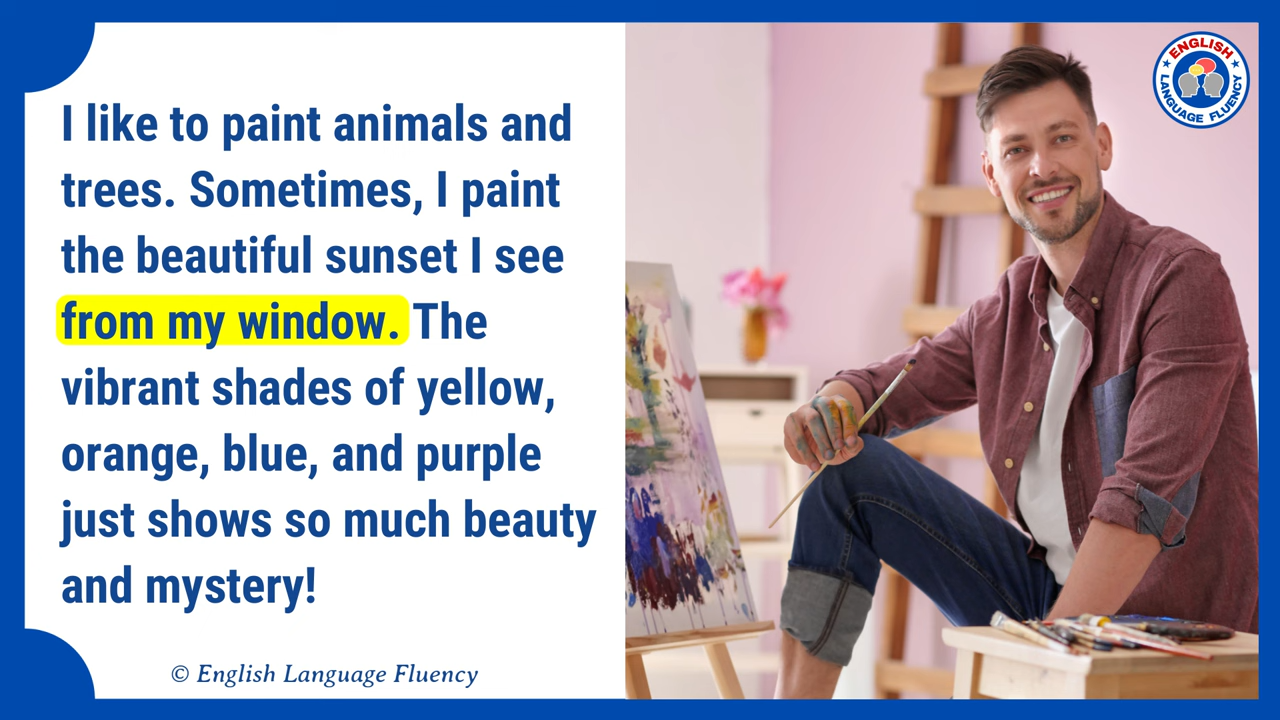 I like to paint animals and
trees. Sometimes, I paint
the beautiful sunset I see
from my window. The
vibrant shades of yellow,
orange, blue, and purple
just shows so much beauty
and mystery!
© English Language Fluency
ENGLISH
LANGUAGE FLUENCY